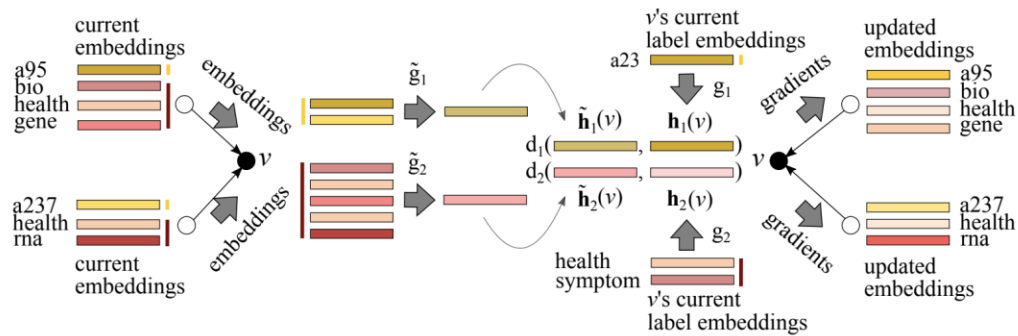 current
embeddings
a95
bio
health
gene
embeddings
v
embeddings
a237
health
rna
current
embeddings
g̃₁
g̃₂
v's current
label embeddings
a23
g₁
h̃₁(v) h₁(v)
d₁( , )
d₂( , )
h̃₂(v) h₂(v)
g₂
health
symptom
v's current
label embeddings
gradients
v
gradients
updated
embeddings
a95
bio
health
gene
a237
health
rna
updated
embeddings